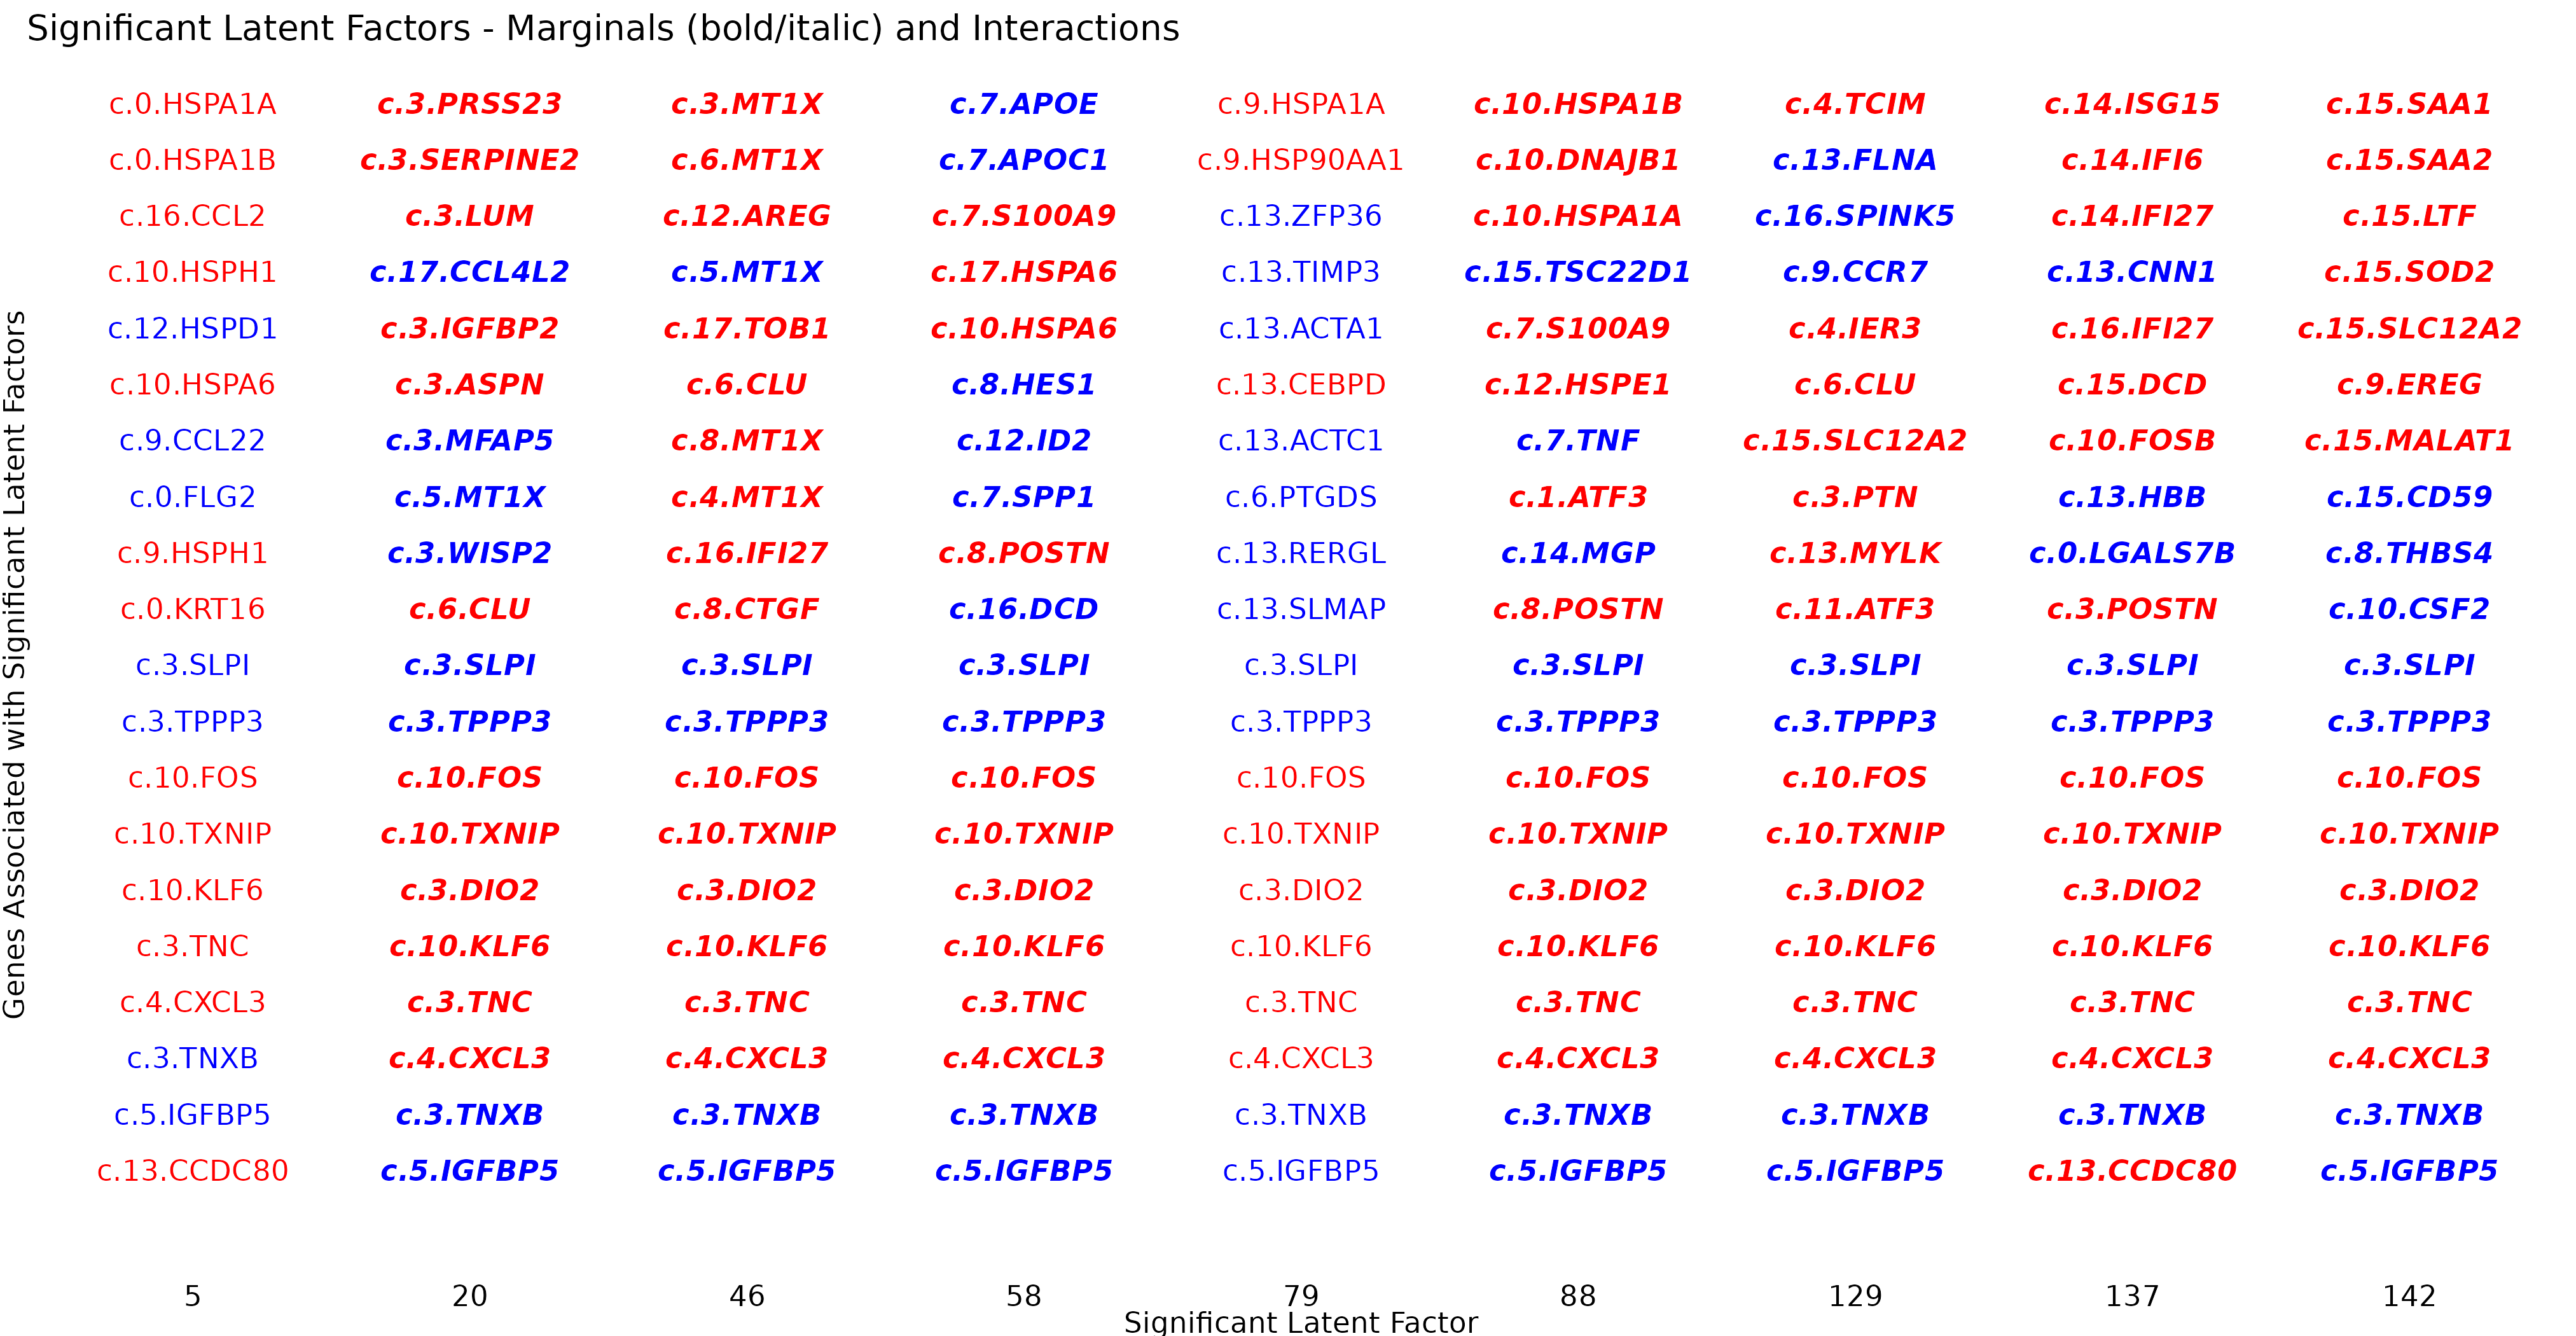 Significant Latent Factors - Marginals (bold/italic) and Interactions
Genes Associated with Significant Latent Factors
c.0.HSPA1A c.3.PRSS23 c.3.MT1X c.7.APOE c.9.HSPA1A c.10.HSPA1B c.4.TCIM c.14.ISG15 c.15.SAA1
c.0.HSPA1B c.3.SERPINE2 c.6.MT1X c.7.APOC1 c.9.HSP90AA1 c.10.DNAJB1 c.13.FLNA c.14.IFI6 c.15.SAA2
c.16.CCL2 c.3.LUM c.12.AREG c.7.S100A9 c.13.ZFP36 c.10.HSPA1A c.16.SPINK5 c.14.IFI27 c.15.LTF
c.10.HSPH1 c.17.CCL4L2 c.5.MT1X c.17.HSPA6 c.13.TIMP3 c.15.TSC22D1 c.9.CCR7 c.13.CNN1 c.15.SOD2
c.12.HSPD1 c.3.IGFBP2 c.17.TOB1 c.10.HSPA6 c.13.ACTA1 c.7.S100A9 c.4.IER3 c.16.IFI27 c.15.SLC12A2
c.10.HSPA6 c.3.ASPN c.6.CLU c.8.HES1 c.13.CEBPD c.12.HSPE1 c.6.CLU c.15.DCD c.9.EREG
c.9.CCL22 c.3.MFAP5 c.8.MT1X c.12.ID2 c.13.ACTC1 c.7.TNF c.15.SLC12A2 c.10.FOSB c.15.MALAT1
c.0.FLG2 c.5.MT1X c.4.MT1X c.7.SPP1 c.6.PTGDS c.1.ATF3 c.3.PTN c.13.HBB c.15.CD59
c.9.HSPH1 c.3.WISP2 c.16.IFI27 c.8.POSTN c.13.RERGL c.14.MGP c.13.MYLK c.0.LGALS7B c.8.THBS4
c.0.KRT16 c.6.CLU c.8.CTGF c.16.DCD c.13.SLMAP c.8.POSTN c.11.ATF3 c.3.POSTN c.10.CSF2
c.3.SLPI c.3.SLPI c.3.SLPI c.3.SLPI c.3.SLPI c.3.SLPI c.3.SLPI c.3.SLPI c.3.SLPI
c.3.TPPP3 c.3.TPPP3 c.3.TPPP3 c.3.TPPP3 c.3.TPPP3 c.3.TPPP3 c.3.TPPP3 c.3.TPPP3 c.3.TPPP3
c.10.FOS c.10.FOS c.10.FOS c.10.FOS c.10.FOS c.10.FOS c.10.FOS c.10.FOS c.10.FOS
c.10.TXNIP c.10.TXNIP c.10.TXNIP c.10.TXNIP c.10.TXNIP c.10.TXNIP c.10.TXNIP c.10.TXNIP c.10.TXNIP
c.10.KLF6 c.3.DIO2 c.3.DIO2 c.3.DIO2 c.3.DIO2 c.3.DIO2 c.3.DIO2 c.3.DIO2 c.3.DIO2
c.3.TNC c.10.KLF6 c.10.KLF6 c.10.KLF6 c.10.KLF6 c.10.KLF6 c.10.KLF6 c.10.KLF6 c.10.KLF6
c.4.CXCL3 c.3.TNC c.3.TNC c.3.TNC c.3.TNC c.3.TNC c.3.TNC c.3.TNC c.3.TNC
c.3.TNXB c.4.CXCL3 c.4.CXCL3 c.4.CXCL3 c.4.CXCL3 c.4.CXCL3 c.4.CXCL3 c.4.CXCL3 c.4.CXCL3
c.5.IGFBP5 c.3.TNXB c.3.TNXB c.3.TNXB c.3.TNXB c.3.TNXB c.3.TNXB c.3.TNXB c.3.TNXB
c.13.CCDC80 c.5.IGFBP5 c.5.IGFBP5 c.5.IGFBP5 c.5.IGFBP5 c.5.IGFBP5 c.5.IGFBP5 c.13.CCDC80 c.5.IGFBP5
5 20 46 58 79 88 129 137 142
Significant Latent Factor